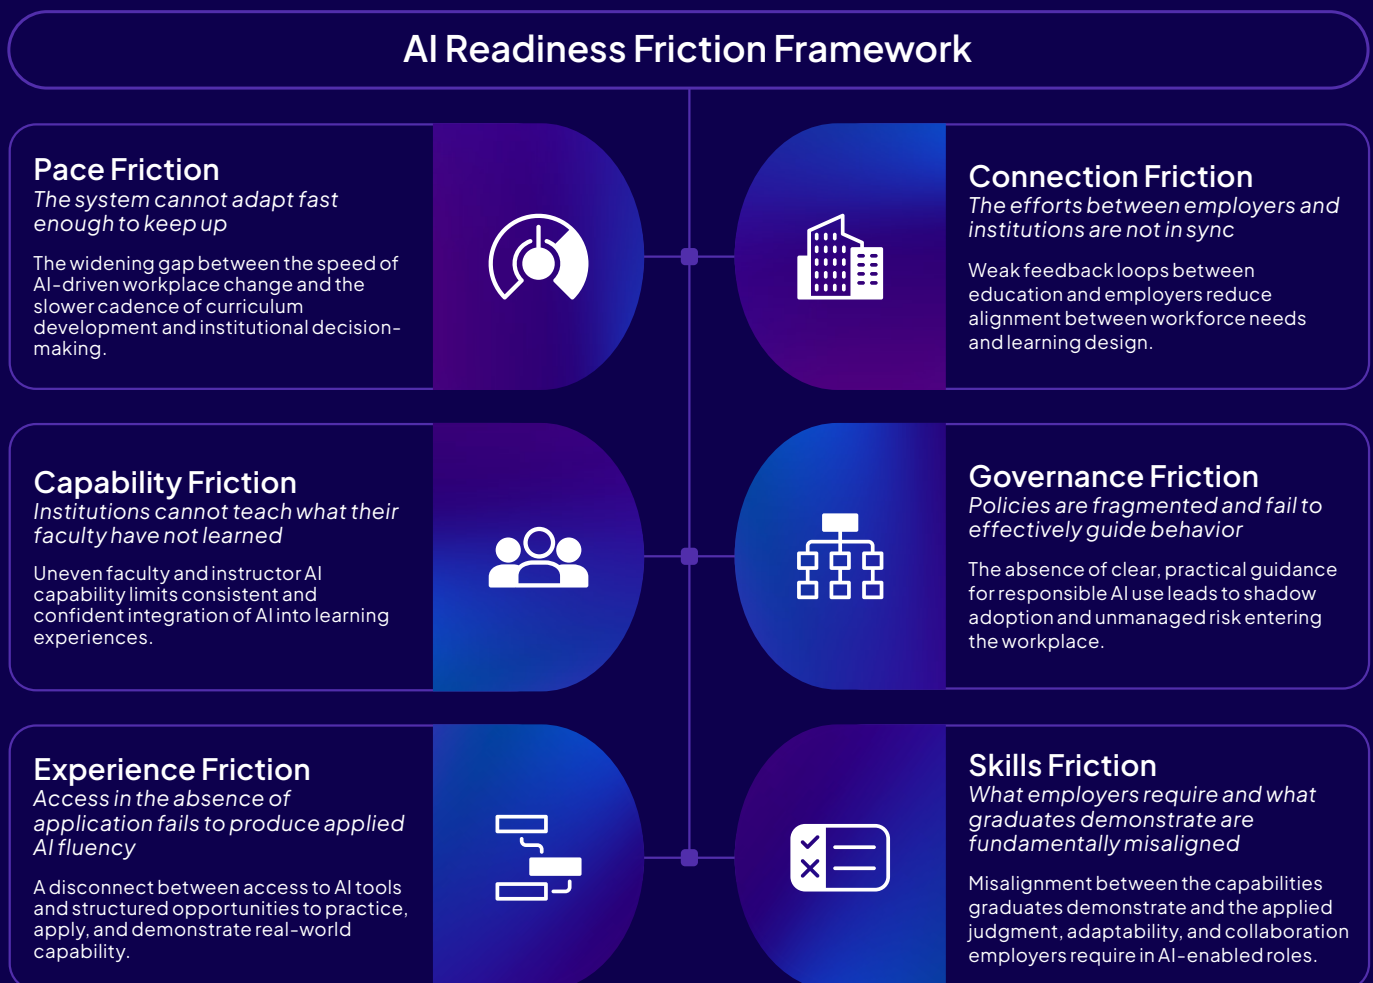 AI Readiness Friction Framework
Pace Friction
The system cannot adapt fast
enough to keep up
The widening gap between the speed of
AI-driven workplace change and the
slower cadence of curriculum
development and institutional decision-
making.
Connection Friction
The efforts between employers and
institutions are not in sync
Weak feedback loops between
education and employers reduce
alignment between workforce needs
and learning design.
Capability Friction
Institutions cannot teach what their
faculty have not learned
Uneven faculty and instructor AI
capability limits consistent and
confident integration of AI into learning
experiences.
Governance Friction
Policies are fragmented and fail to
effectively guide behavior
The absence of clear, practical guidance
for responsible AI use leads to shadow
adoption and unmanaged risk entering
the workplace.
Experience Friction
Access in the absence of
application fails to produce applied
AI fluency
A disconnect between access to AI tools
and structured opportunities to practice,
apply, and demonstrate real-world
capability.
Skills Friction
What employers require and what
graduates demonstrate are
fundamentally misaligned
Misalignment between the capabilities
graduates demonstrate and the applied
judgment, adaptability, and collaboration
employers require in AI-enabled roles.